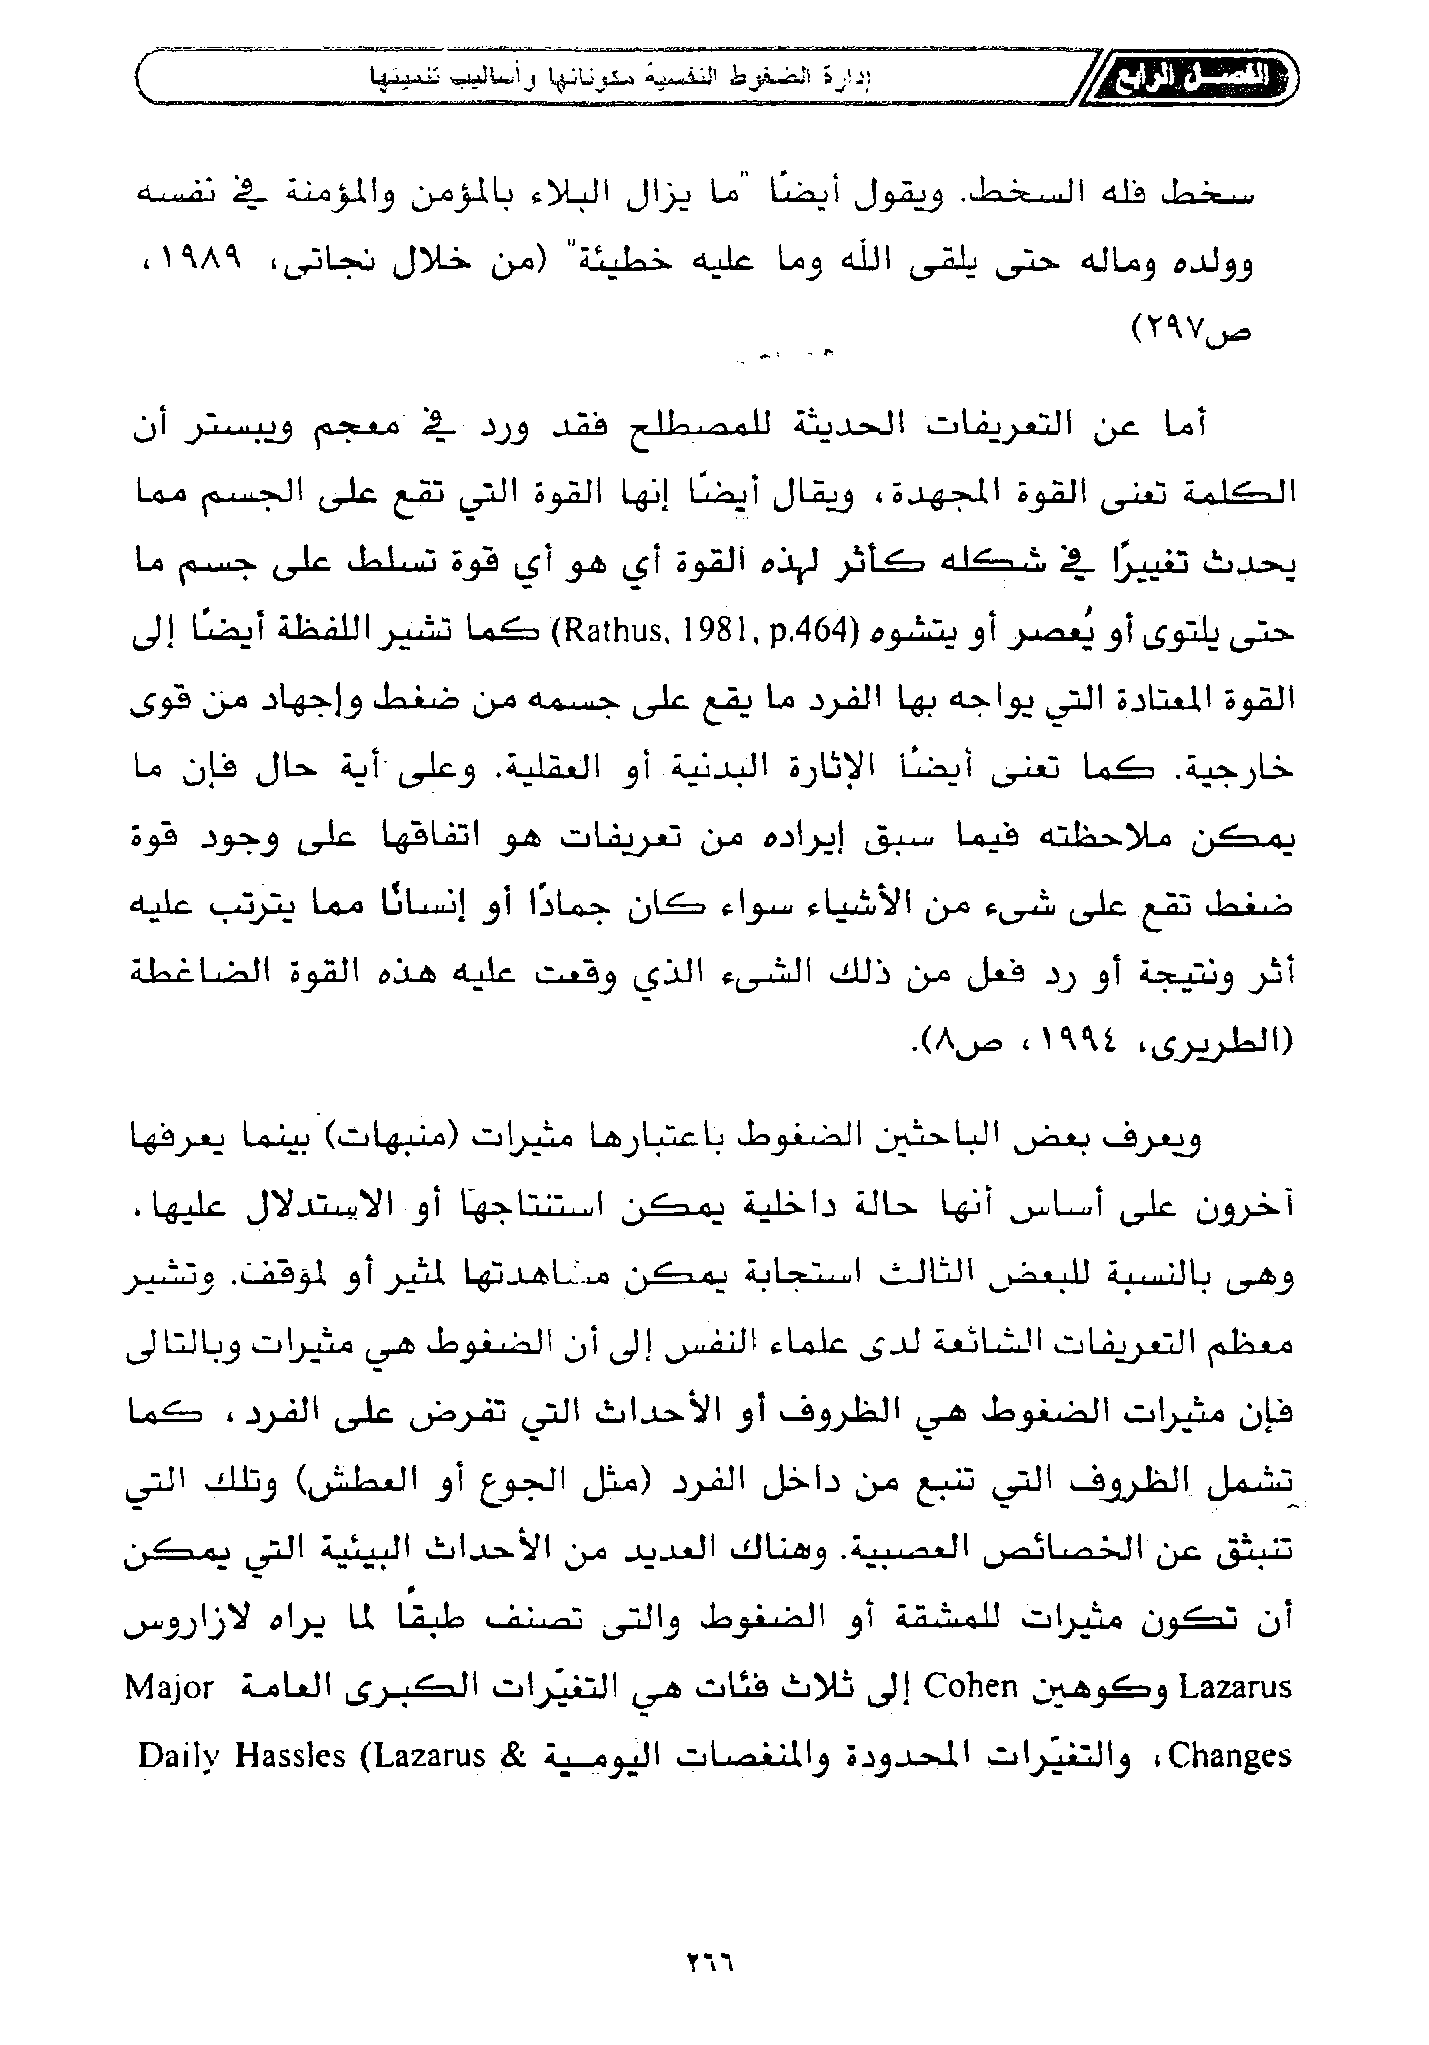 الفصل الرابع
إدارة الضغوط النفسية مكوناتها وأساليب تنميتها
سخط فله السخط. ويقول أيضًا "ما يزال البلاء بالمؤمن والمؤمنة في نفسه
وولده وماله حتى يلقى الله وما عليه خطيئة" (من خلال نجاتى، ١٩٨٩،
ص٢٩٧)
أما عن التعريفات الحديثة للمصطلح فقد ورد في معجم ويبستر أن
الكلمة تعنى القوة المجهدة، ويقال أيضًا إنها القوة التي تقع على الجسم مما
يحدث تغييرًا في شكله كأثر لهذه القوة أي هو أي قوة تسلط على جسم ما
حتى يلتوى أو يُعصر أو يتشوه (Rathus, 1981, p.464) كما تشير اللفظة أيضًا إلى
القوة المعتادة التي يواجه بها الفرد ما يقع على جسمه من ضغط وإجهاد من قوى
خارجية. كما تعنى أيضًا الإثارة البدنية أو العقلية. وعلى أية حال فإن ما
يمكن ملاحظته فيما سبق إيراده من تعريفات هو اتفاقها على وجود قوة
ضغط تقع على شىء من الأشياء سواء كان جمادًا أو إنسانًا مما يترتب عليه
أثر ونتيجة أو رد فعل من ذلك الشىء الذي وقعت عليه هذه القوة الضاغطة
(الطريرى، ١٩٩٤، ص٨).
ويعرف بعض الباحثين الضغوط باعتبارها مثيرات (منبهات) بينما يعرفها
آخرون على أساس أنها حالة داخلية يمكن استنتاجها أو الاستدلال عليها.
وهى بالنسبة للبعض الثالث استجابة يمكن مشاهدتها لمثير أو لموقف. وتشير
معظم التعريفات الشائعة لدى علماء النفس إلى أن الضغوط هي مثيرات وبالتالى
فإن مثيرات الضغوط هي الظروف أو الأحداث التي تفرض على الفرد، كما
تشمل الظروف التي تنبع من داخل الفرد (مثل الجوع أو العطش) وتلك التي
تنبثق عن الخصائص العصبية. وهناك العديد من الأحداث البيئية التي يمكن
أن تكون مثيرات للمشقة أو الضغوط والتى تصنف طبقًا لما يراه لازاروس
Lazarus وكوهين Cohen إلى ثلاث فئات هي التغيّرات الكبرى العامة Major
Changes، والتغيّرات المحدودة والمنغصات اليومية Daily Hassles (Lazarus &
٢٦٦